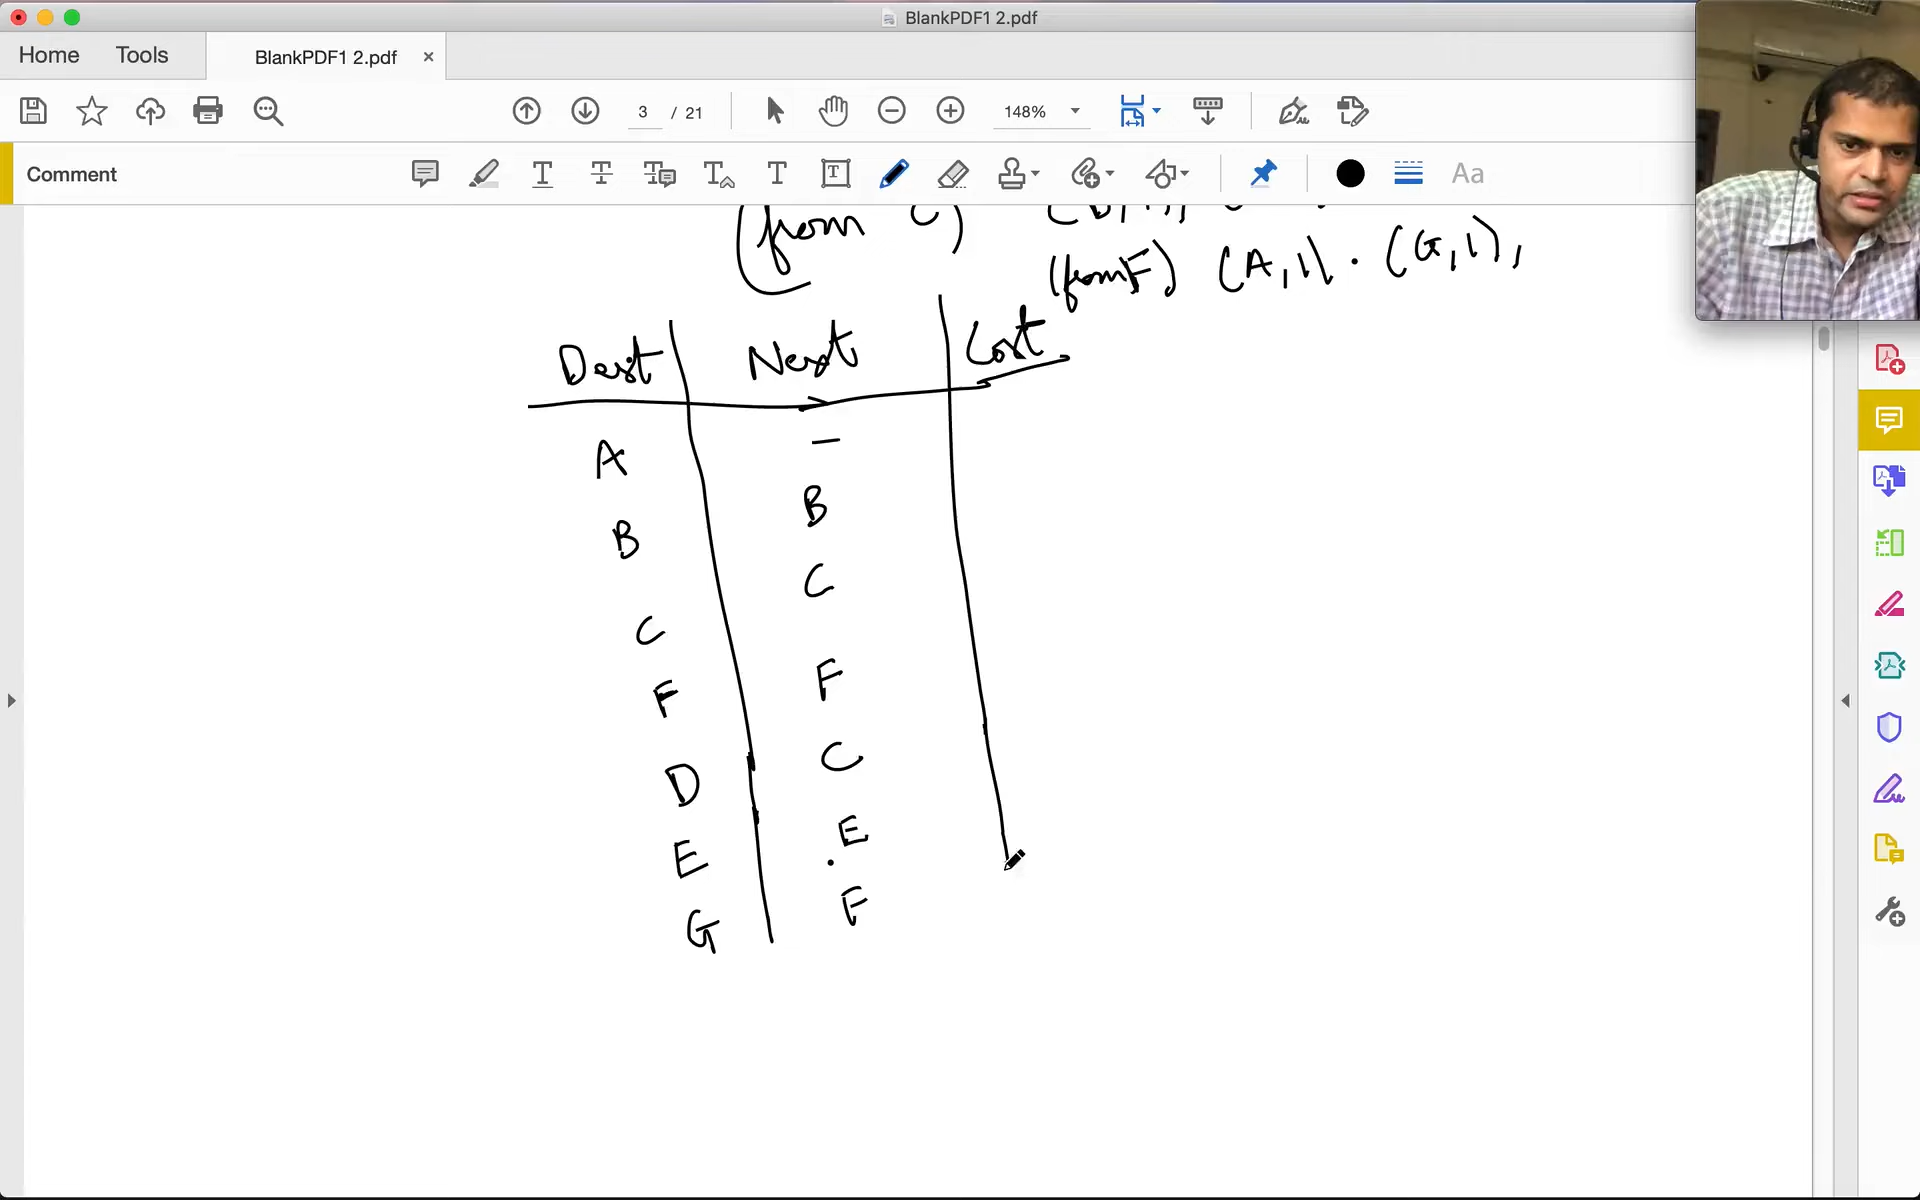 BlankPDF1 2.pdf
Home Tools BlankPDF1 2.pdf ×
3 / 21 148%
Comment Aa
(from C)
(from F) (A,1). (G,1),
Dest Next Cost
A –
B B
C C
F F
D C
E E
G F